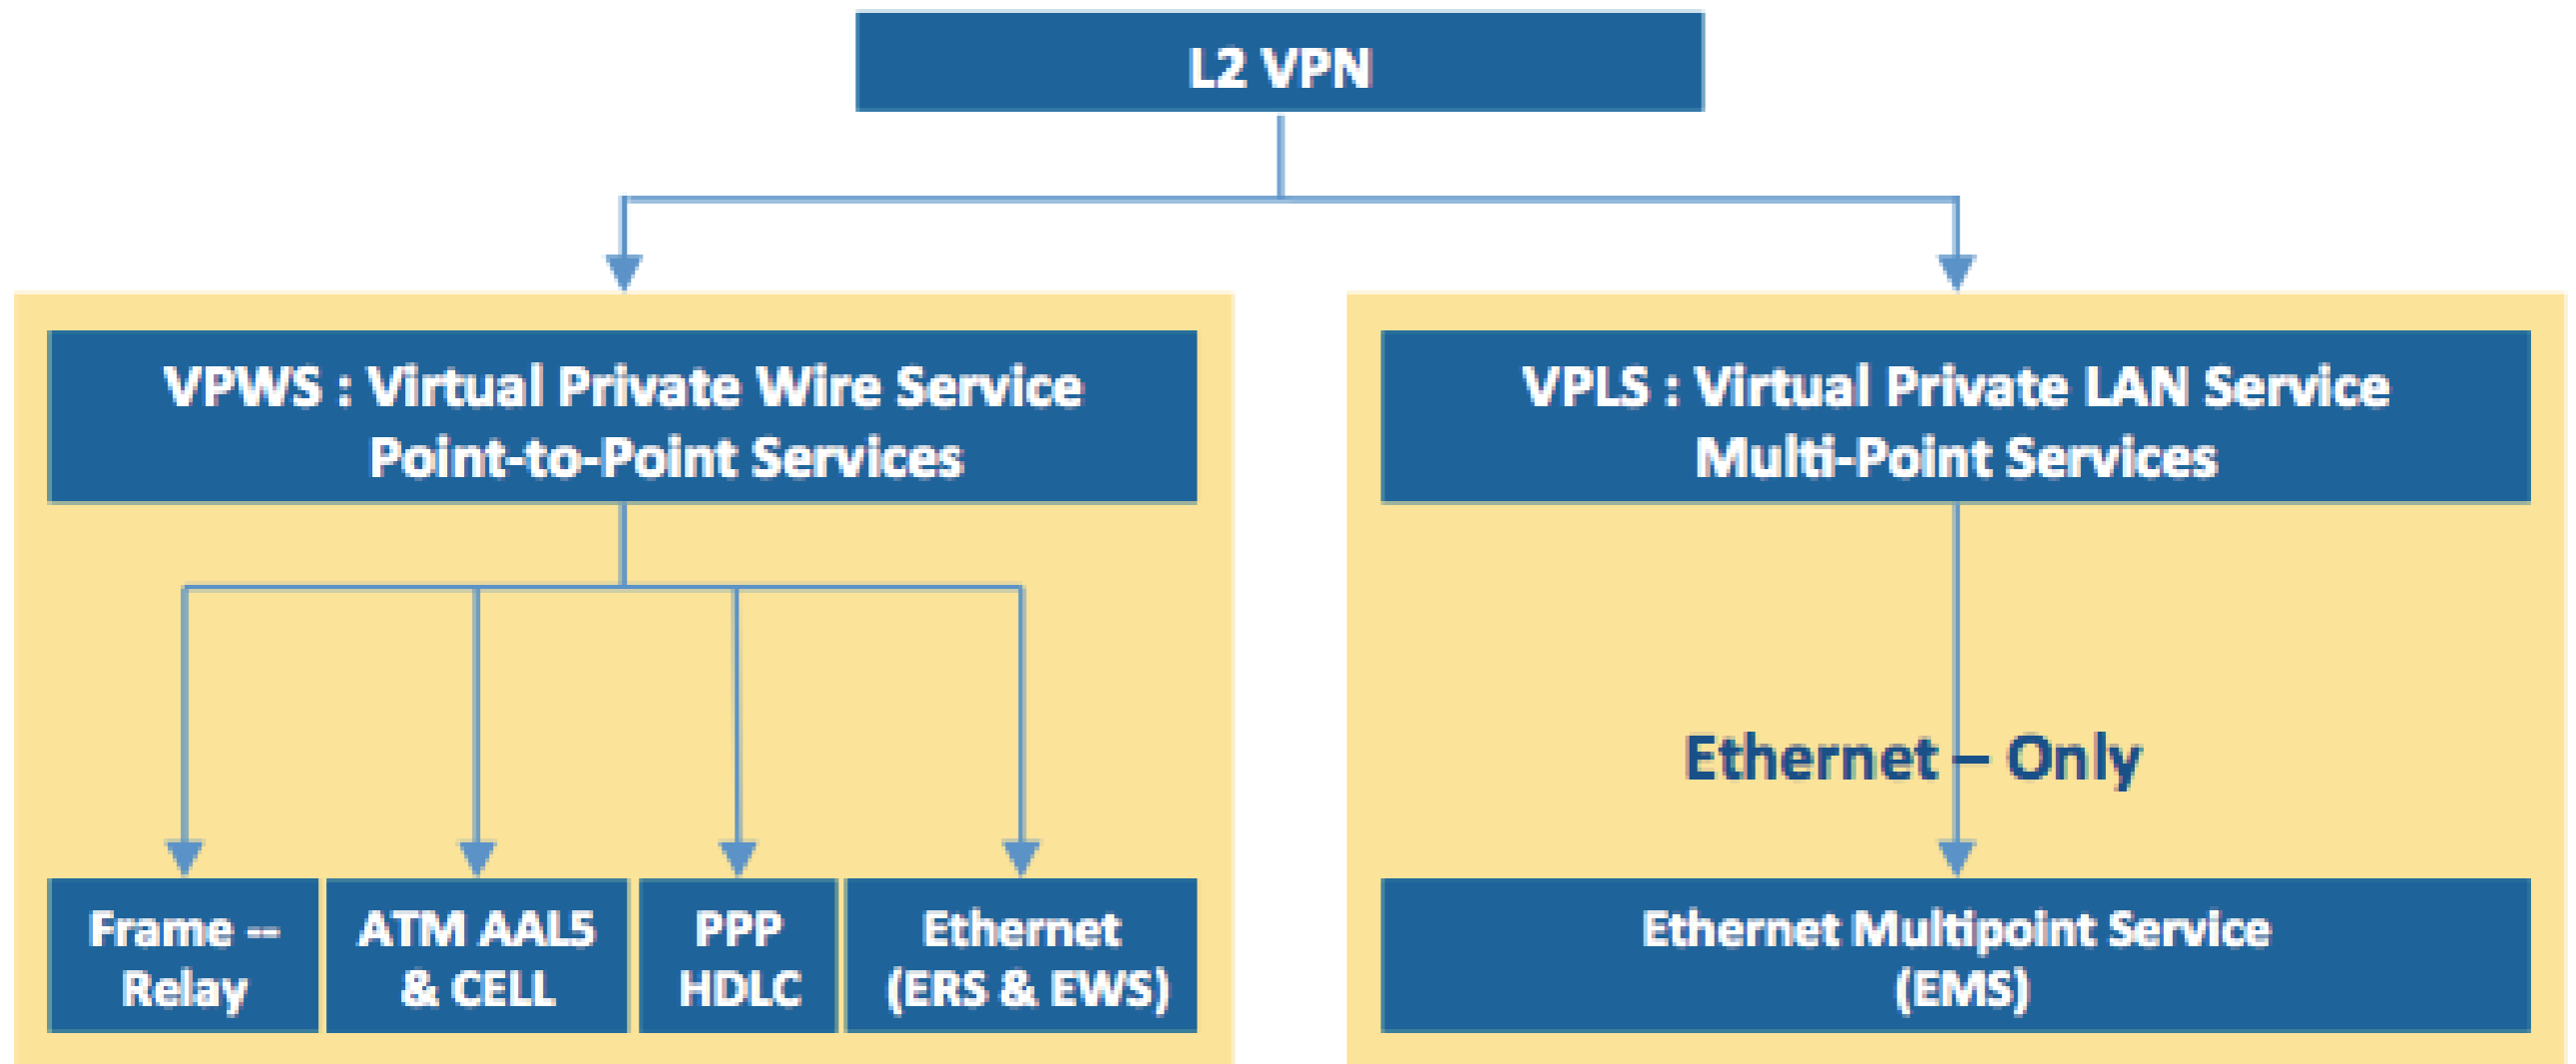 L2 VPN
VPWS : Virtual Private Wire Service
Point-to-Point Services
VPLS : Virtual Private LAN Service
Multi-Point Services
Ethernet – Only
Frame --
Relay
ATM AAL5
& CELL
PPP
HDLC
Ethernet
(ERS & EWS)
Ethernet Multipoint Service
(EMS)